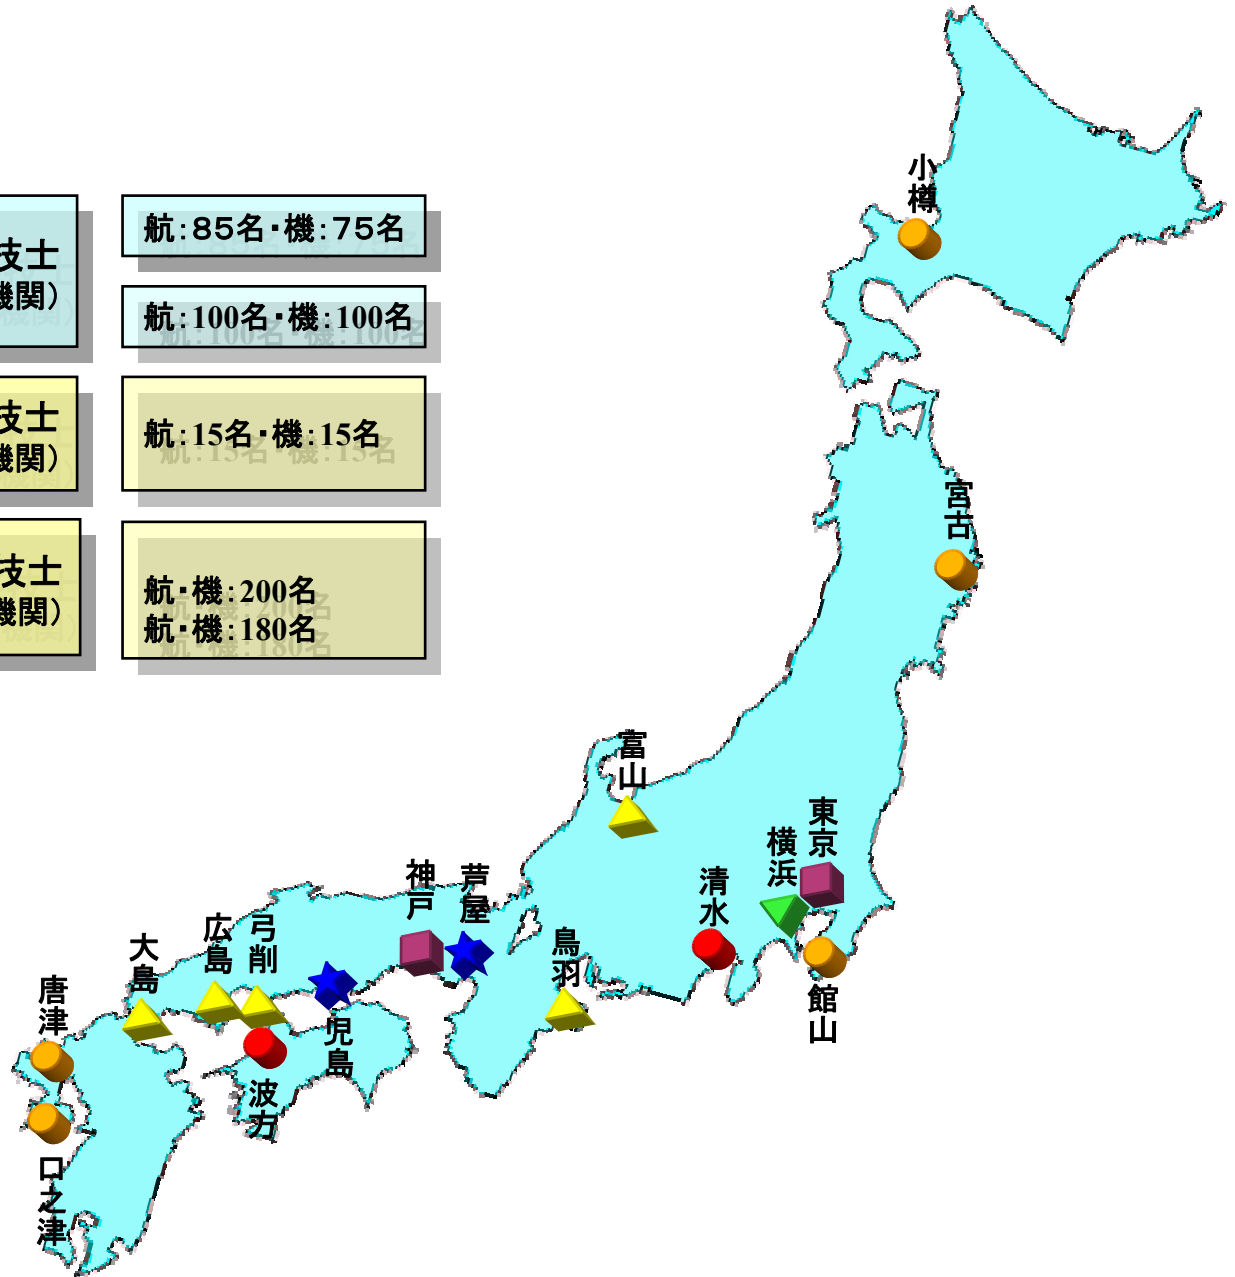 技士
機関）
航：８５名・機：７５名
航：100名・機：100名
技士
機関）
航：15名・機：15名
技士
機関）
航・機：200名
航・機：180名
小樽
宮古
富山
東京
横浜
清水
館山
神戸
芦屋
鳥羽
広島
弓削
大島
児島
波方
唐津
口之津